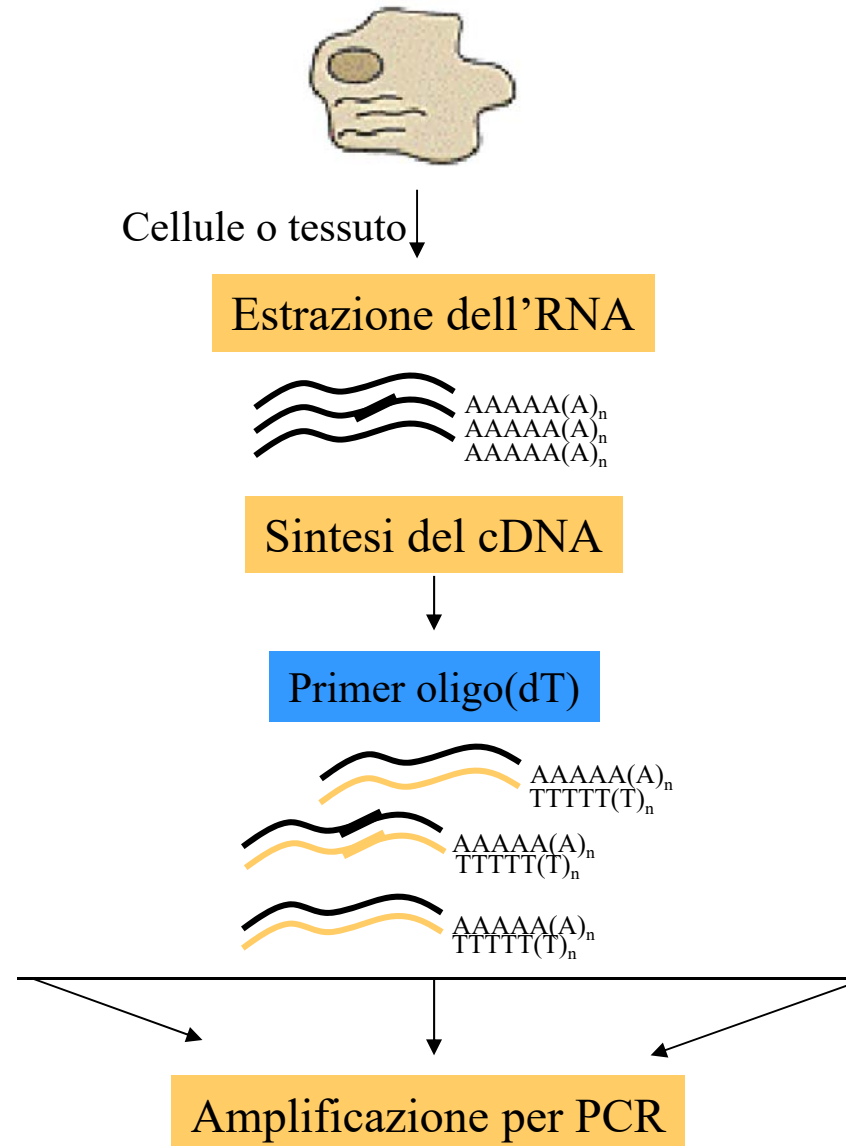 Cellule o tessuto
Estrazione dell’RNA
AAAAA(A)n
AAAAA(A)n
AAAAA(A)n
Sintesi del cDNA
Primer oligo(dT)
AAAAA(A)n
TTTTT(T)n
AAAAA(A)n
TTTTT(T)n
AAAAA(A)n
TTTTT(T)n
Amplificazione per PCR